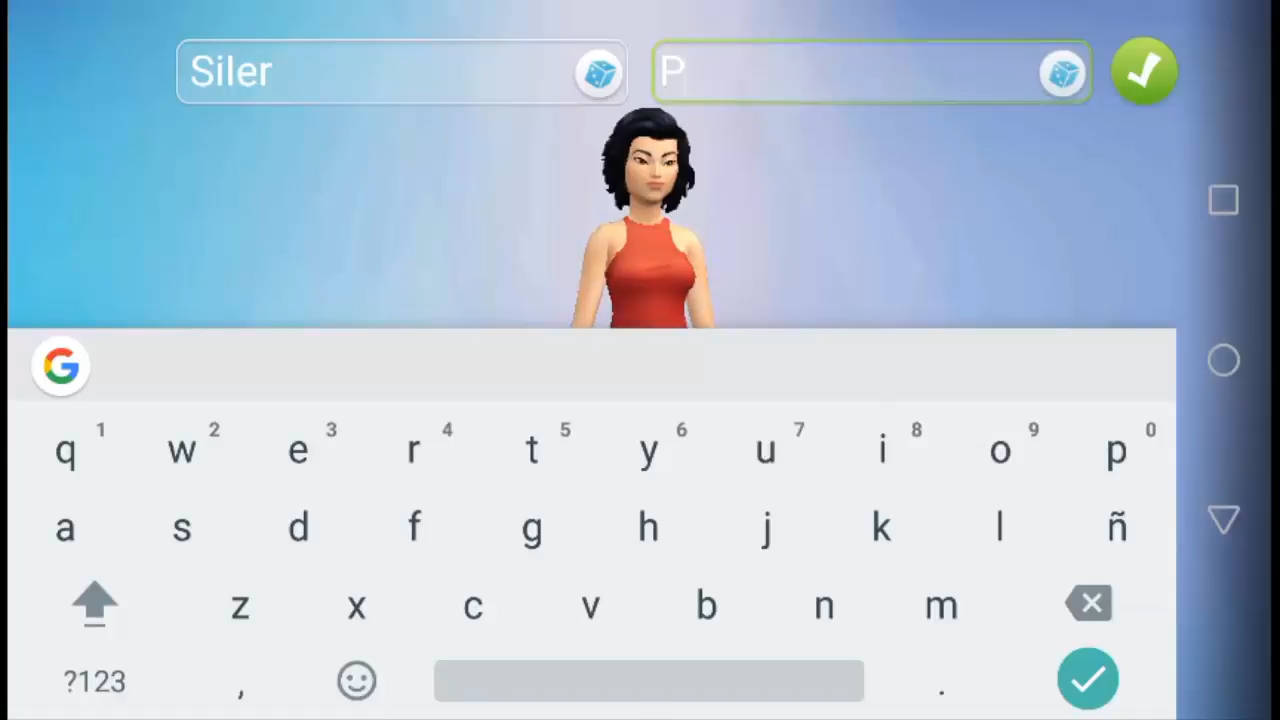 Siler P
G
q 1 w 2 e 3 r 4 t 5 y 6 u 7 i 8 o 9 p 0
a s d f g h j k l ñ
z x c v b n m
?123 , .